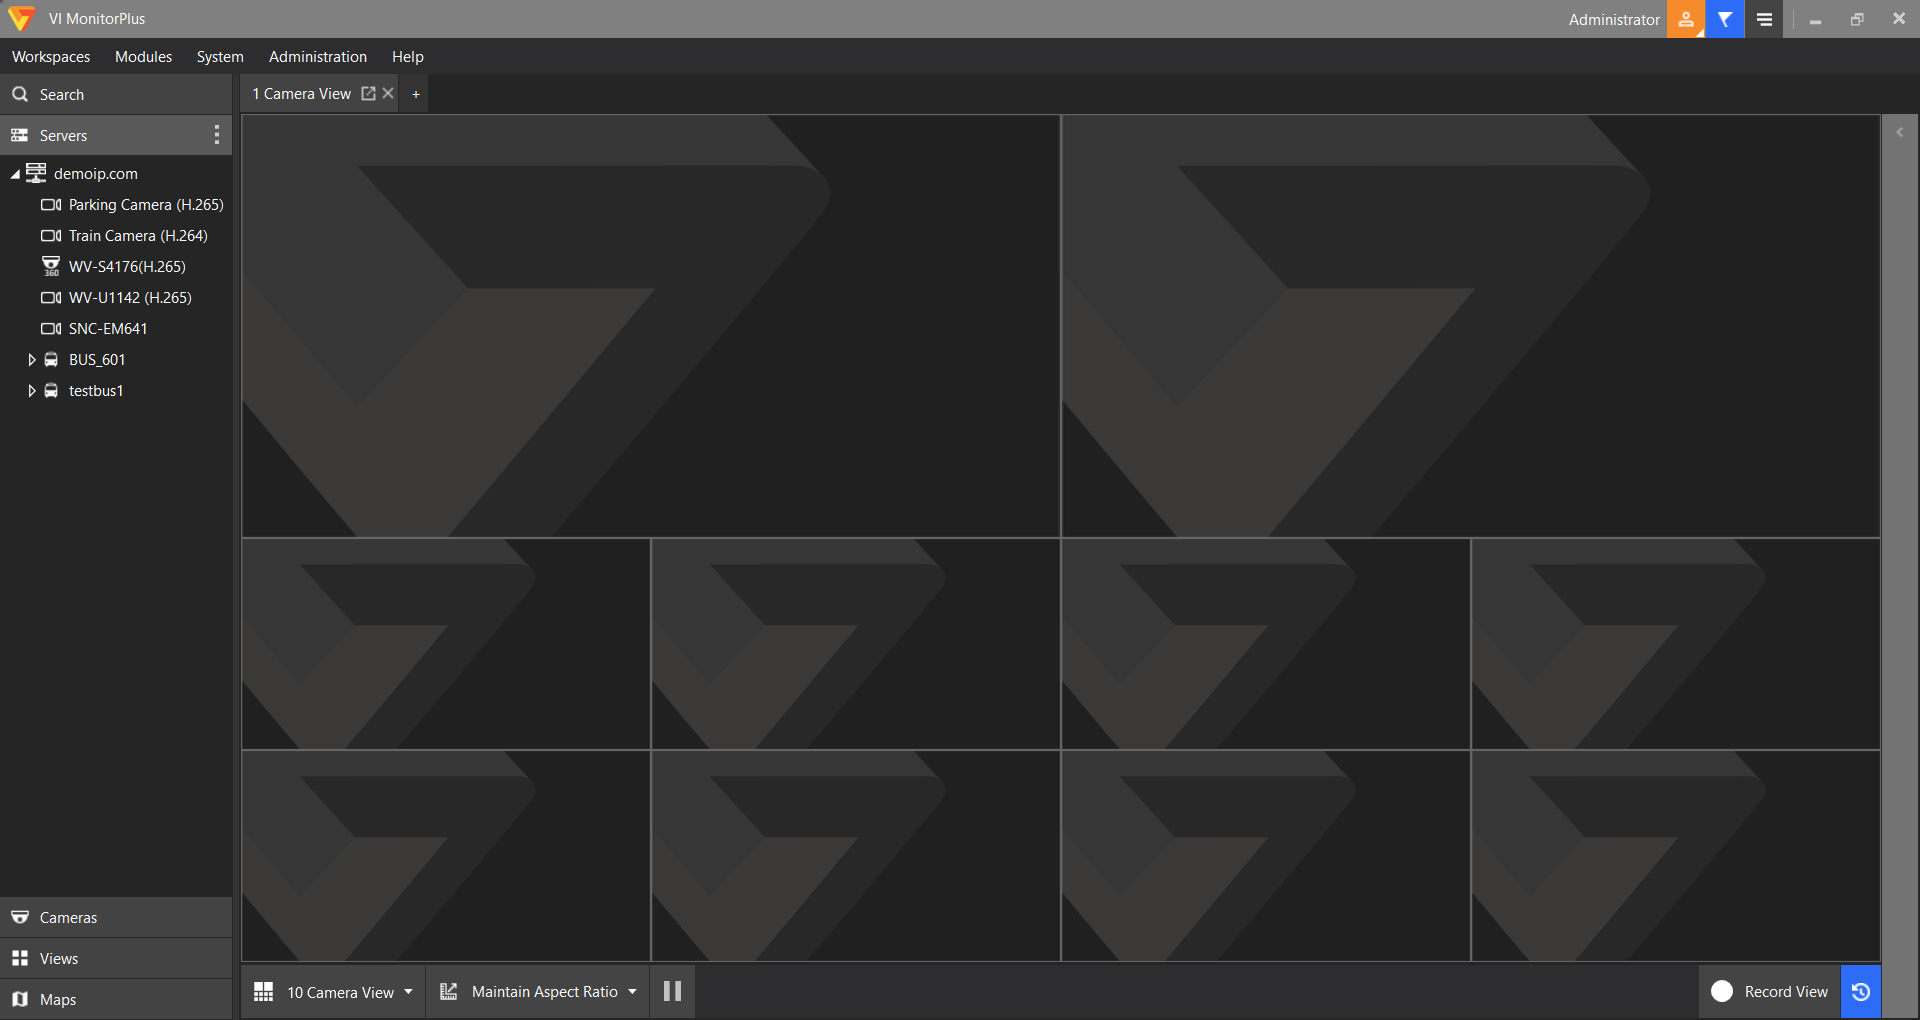 VI MonitorPlus
Administrator
Workspaces Modules System Administration Help
Search
1 Camera View +
Servers
demoip.com
Parking Camera (H.265)
Train Camera (H.264)
360
WV-S4176(H.265)
WV-U1142 (H.265)
SNC-EM641
BUS_601
testbus1
Cameras
Views
Maps
10 Camera View
Maintain Aspect Ratio
Record View